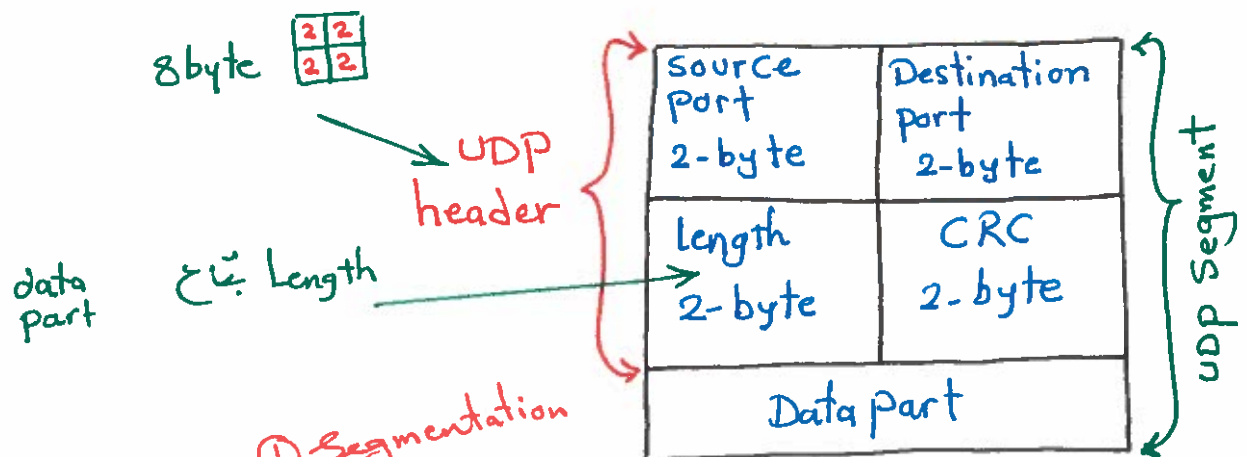 8byte
2 2
2 2
UDP
header
source
port
2-byte
Destination
port
2-byte
length
2-byte
CRC
2-byte
Data part
UDP Segment
Length بتاع
data
part
① Segmentation